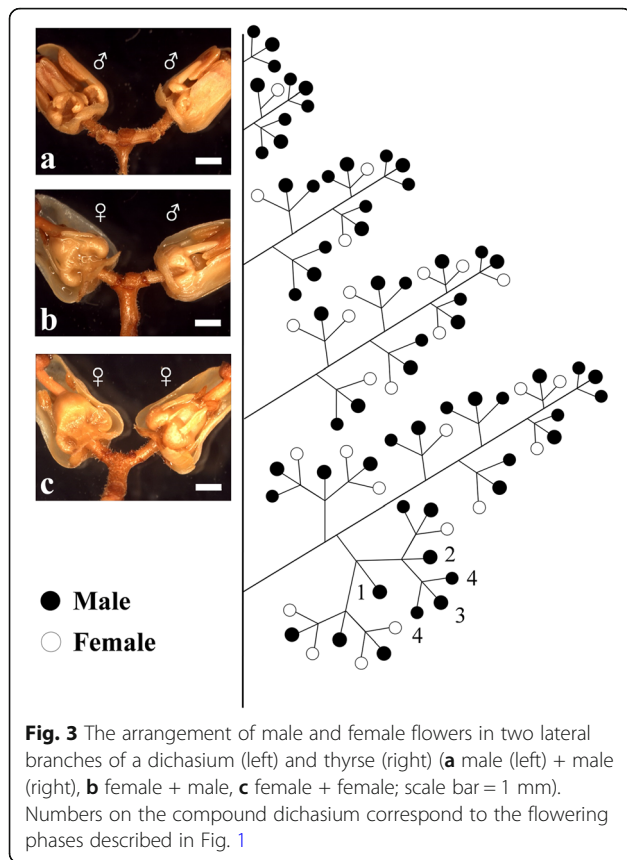 ♂ ♂
a
♀ ♂
b
♀ ♀
c
Male
Female
1
2
4
3
4
Fig. 3 The arrangement of male and female flowers in two lateral
branches of a dichasium (left) and thyrse (right) (a male (left) + male
(right), b female + male, c female + female; scale bar = 1 mm).
Numbers on the compound dichasium correspond to the flowering
phases described in Fig. 1